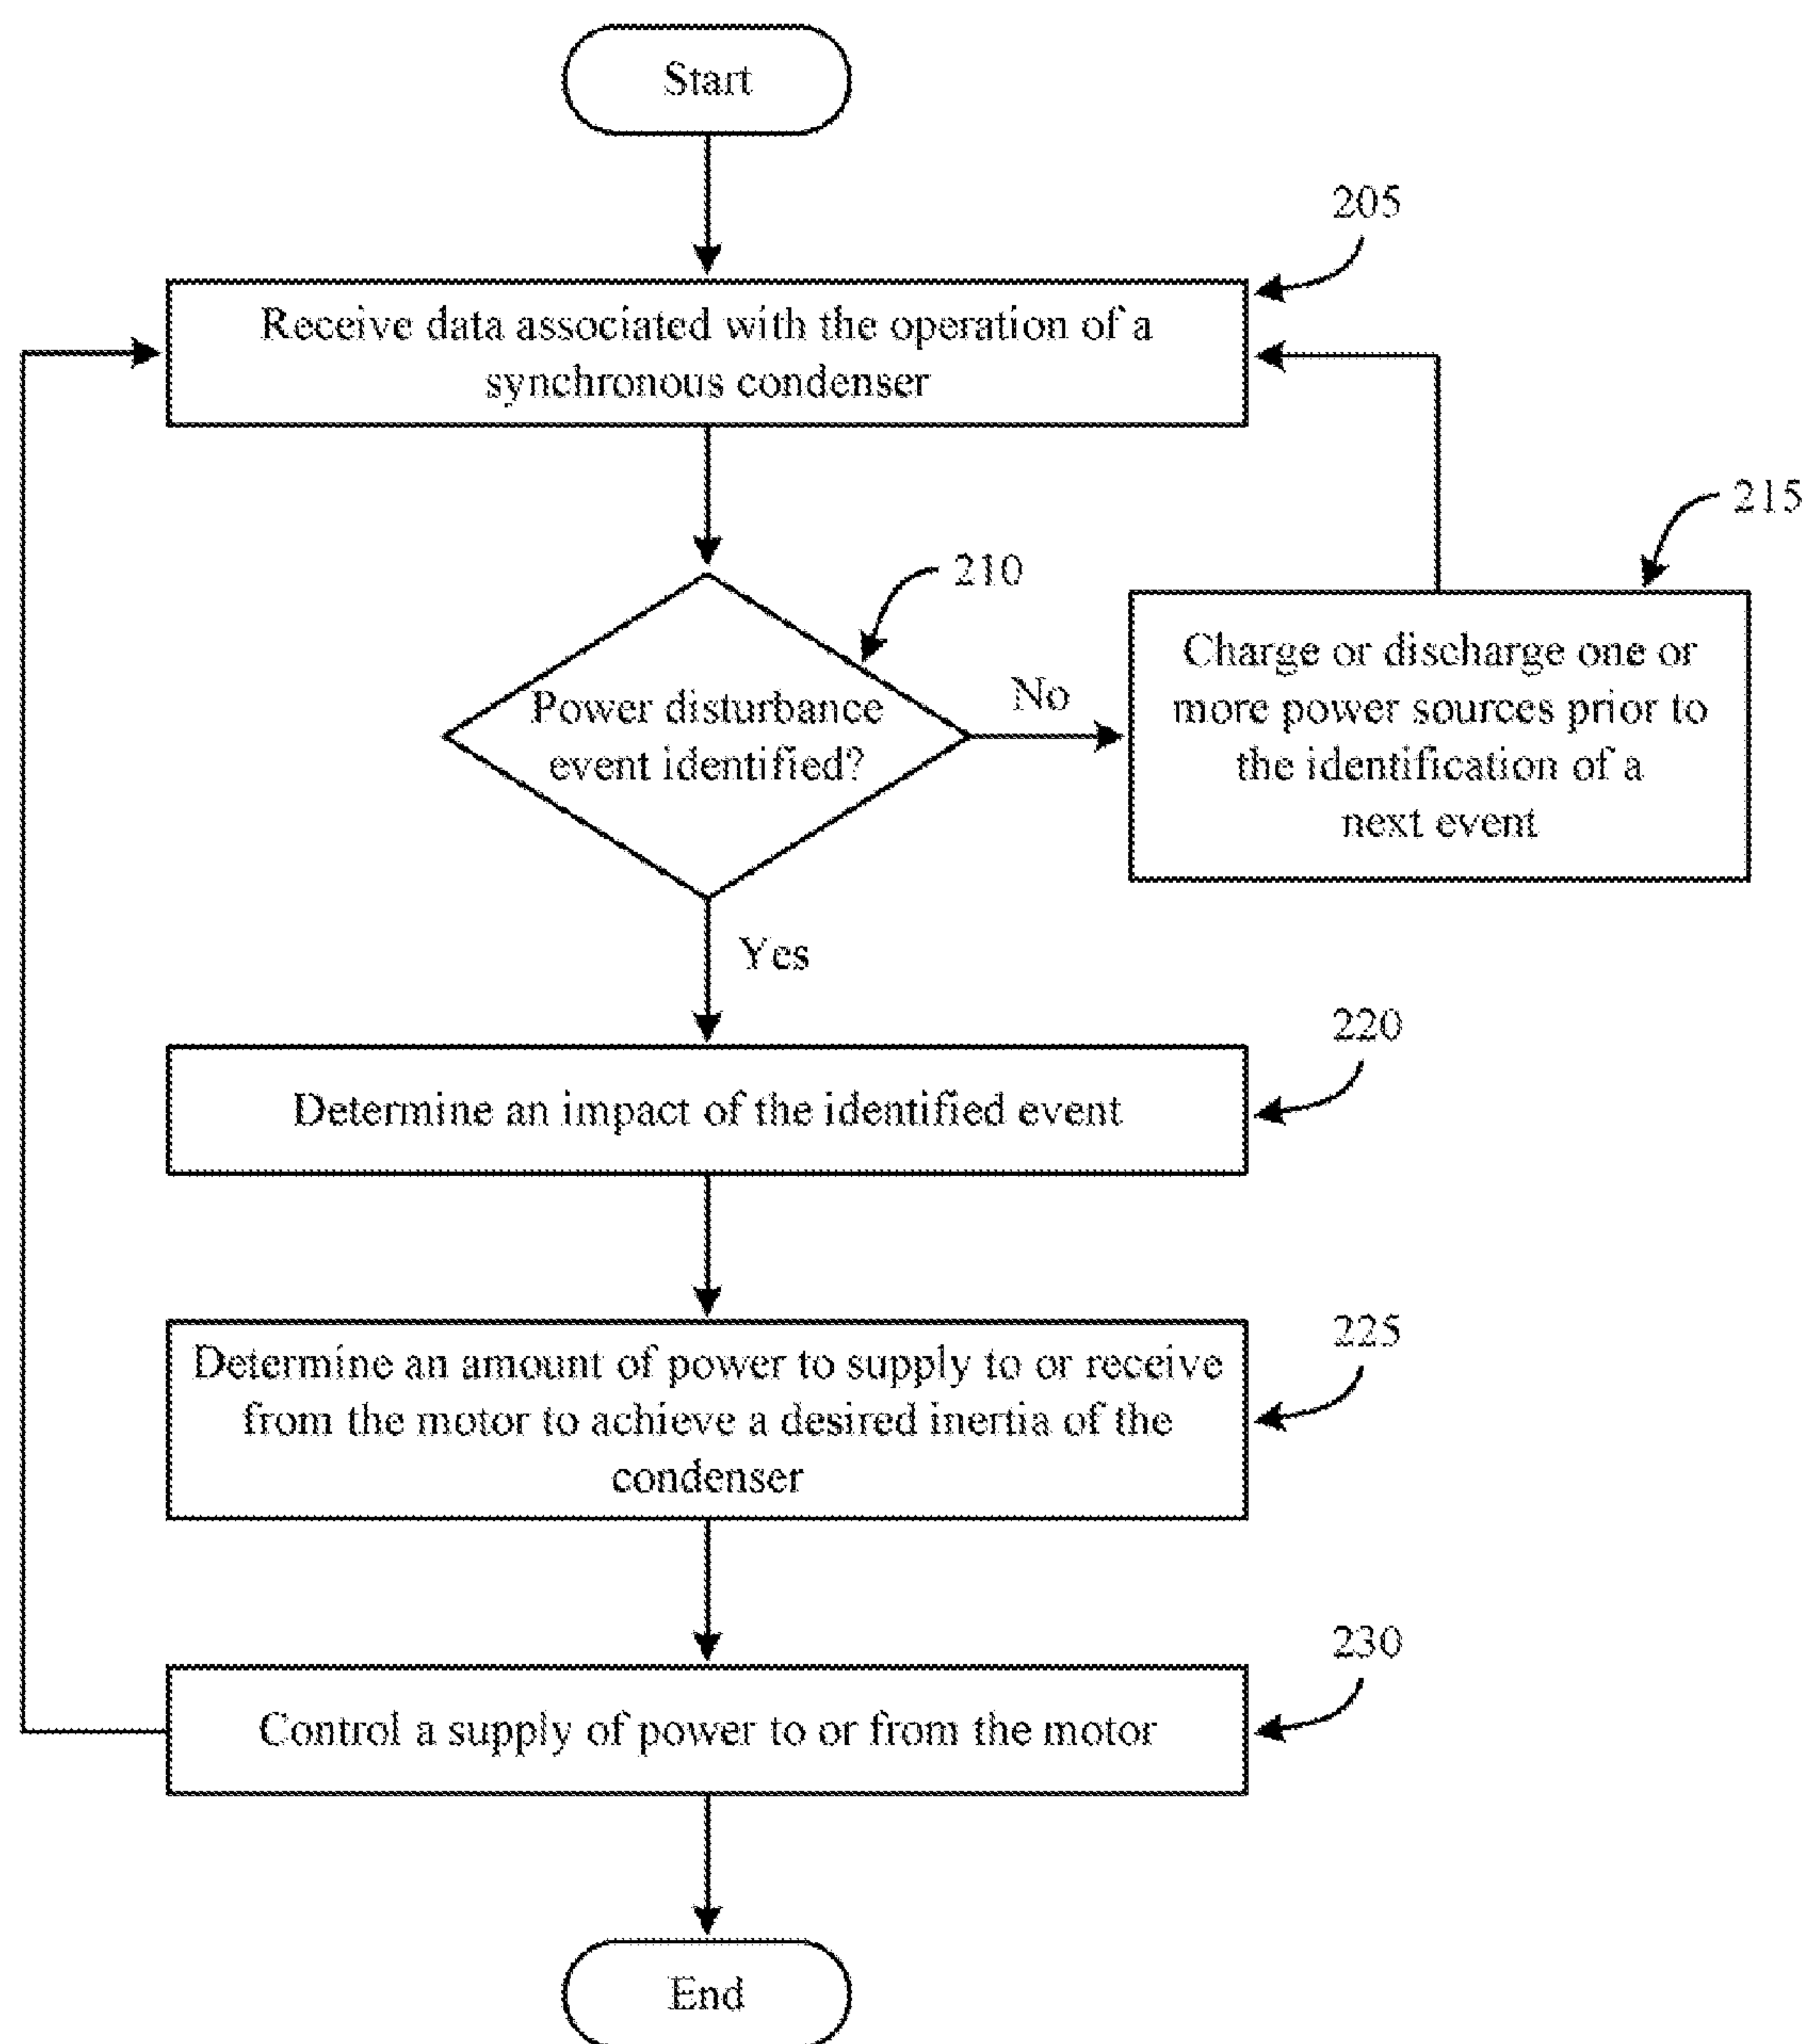 Start
205
Receive data associated with the operation of a
synchronous condenser
210
Power disturbance
event identified?
No
215
Charge or discharge one or
more power sources prior to
the identification of a
next event
Yes
220
Determine an impact of the identified event
225
Determine an amount of power to supply to or receive
from the motor to achieve a desired inertia of the
condenser
230
Control a supply of power to or from the motor
End